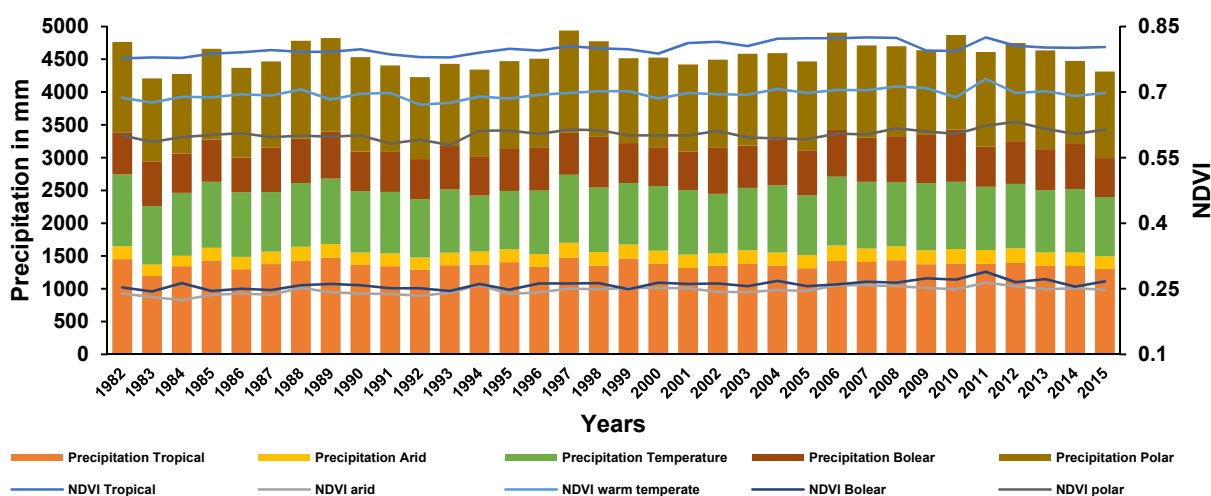 5000
4500
4000
3500
3000
2500
2000
1500
1000
500
0
Precipitation in mm
0.85
0.7
0.55
0.4
0.25
0.1
NDVI
1982 1983 1984 1985 1986 1987 1988 1989 1990 1991 1992 1993 1994 1995 1996 1997 1998 1999 2000 2001 2002 2003 2004 2005 2006 2007 2008 2009 2010 2011 2012 2013 2014 2015
Years
Precipitation Tropical Precipitation Arid Precipitation Temperature Precipitation Bolear Precipitation Polar
NDVI Tropical NDVI arid NDVI warm temperate NDVI Bolear NDVI polar